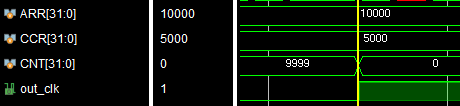 ARR[31:0] 10000 10000
CCR[31:0] 5000 5000
CNT[31:0] 0 9999 0
out_clk 1